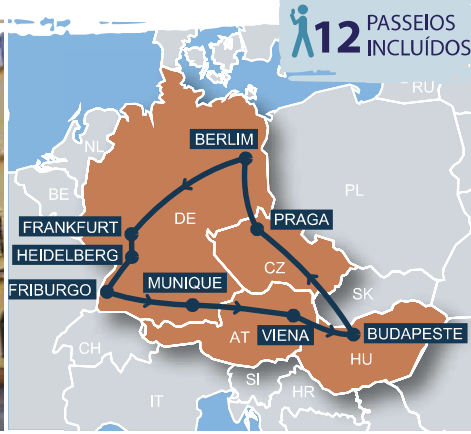 12 PASSEIOS
INCLUÍDOS
RU
BERLIM
NL
BE
PL
DE
FRANKFURT
PRAGA
HEIDELBERG
CZ
FRIBURGO
MUNIQUE
SK
VIENA
BUDAPESTE
CH
AT
HU
SI
HR
IT